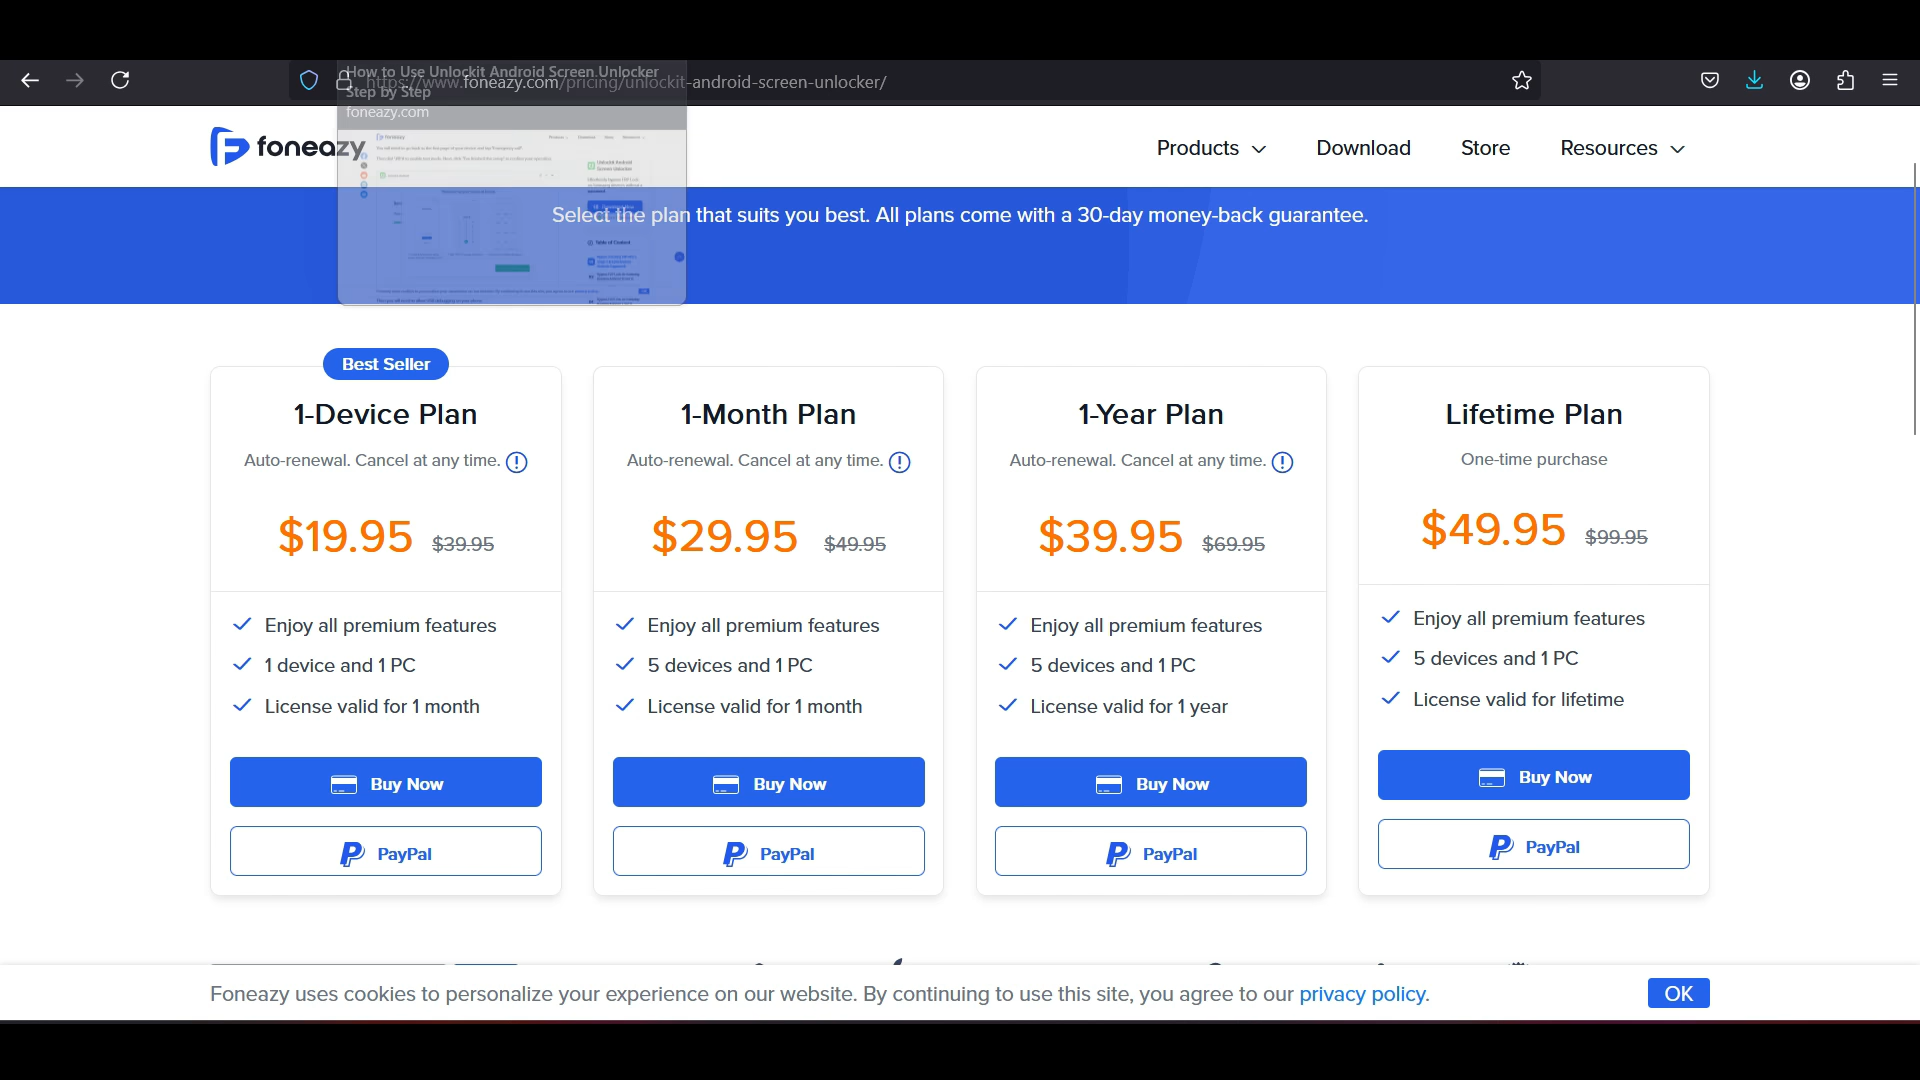 How to Use Unlockit Android Screen Unlocker
Step by Step
https://www.foneazy.com/pricing/unlockit-android-screen-unlocker/
foneazy.com
foneazy
Products
Download
Store
Resources
Select the plan that suits you best. All plans come with a 30-day money-back guarantee.
Best Seller
1-Device Plan
Auto-renewal. Cancel at any time.
$19.95 $39.95
Enjoy all premium features
1 device and 1 PC
License valid for 1 month
Buy Now
PayPal
1-Month Plan
Auto-renewal. Cancel at any time.
$29.95 $49.95
Enjoy all premium features
5 devices and 1 PC
License valid for 1 month
Buy Now
PayPal
1-Year Plan
Auto-renewal. Cancel at any time.
$39.95 $69.95
Enjoy all premium features
5 devices and 1 PC
License valid for 1 year
Buy Now
PayPal
Lifetime Plan
One-time purchase
$49.95 $99.95
Enjoy all premium features
5 devices and 1 PC
License valid for lifetime
Buy Now
PayPal
Foneazy uses cookies to personalize your experience on our website. By continuing to use this site, you agree to our privacy policy.
OK